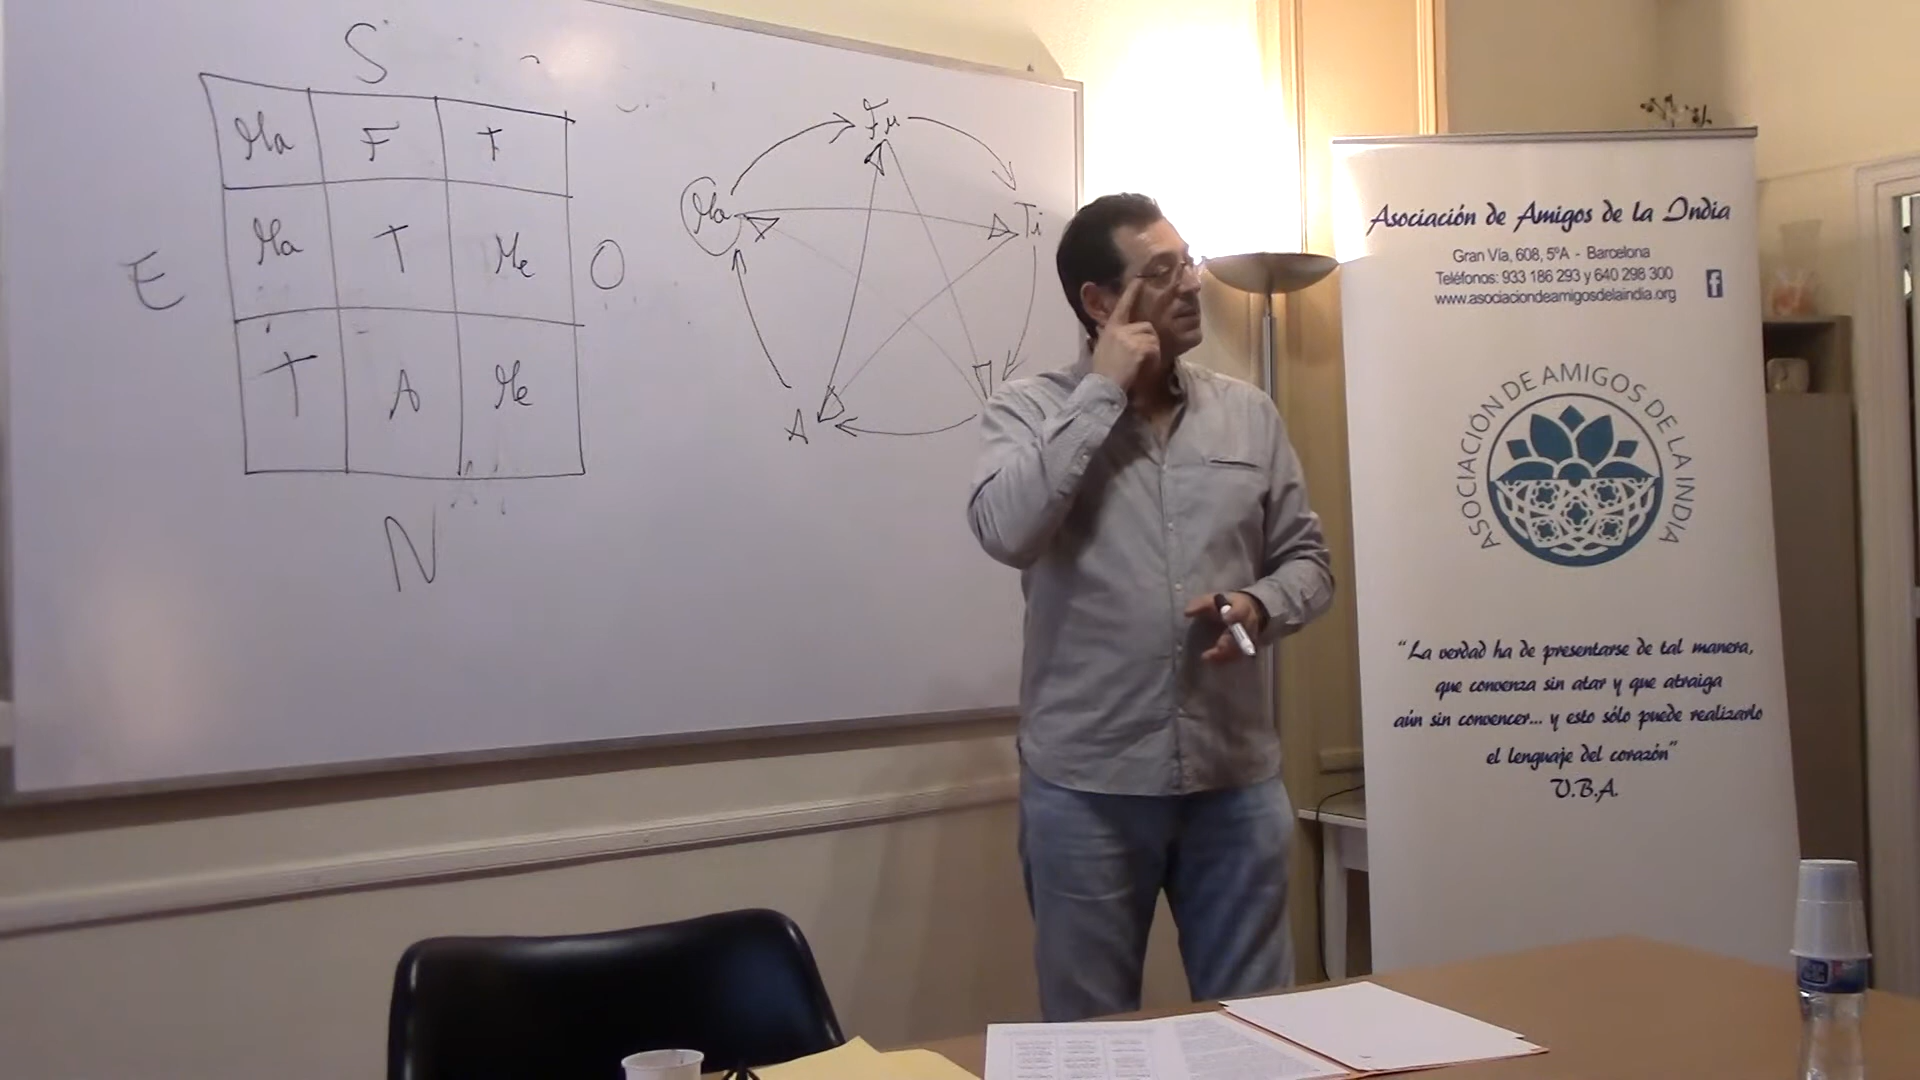 S
Ma F T
E Ma T Me O
T A Me
N
Fu
Ma Ti
A
Asociación de Amigos de la India
Gran Vía, 608, 5ºA - Barcelona
Teléfonos: 933 186 293 y 640 298 300
www.asociaciondeamigosdelaindia.org
f
ASOCIACIÓN DE AMIGOS DE LA INDIA
"La verdad ha de presentarse de tal manera,
que convenza sin atar y que atraiga
aún sin convencer... y esto sólo puede realizarlo
el lenguaje del corazón"
V.B.A.